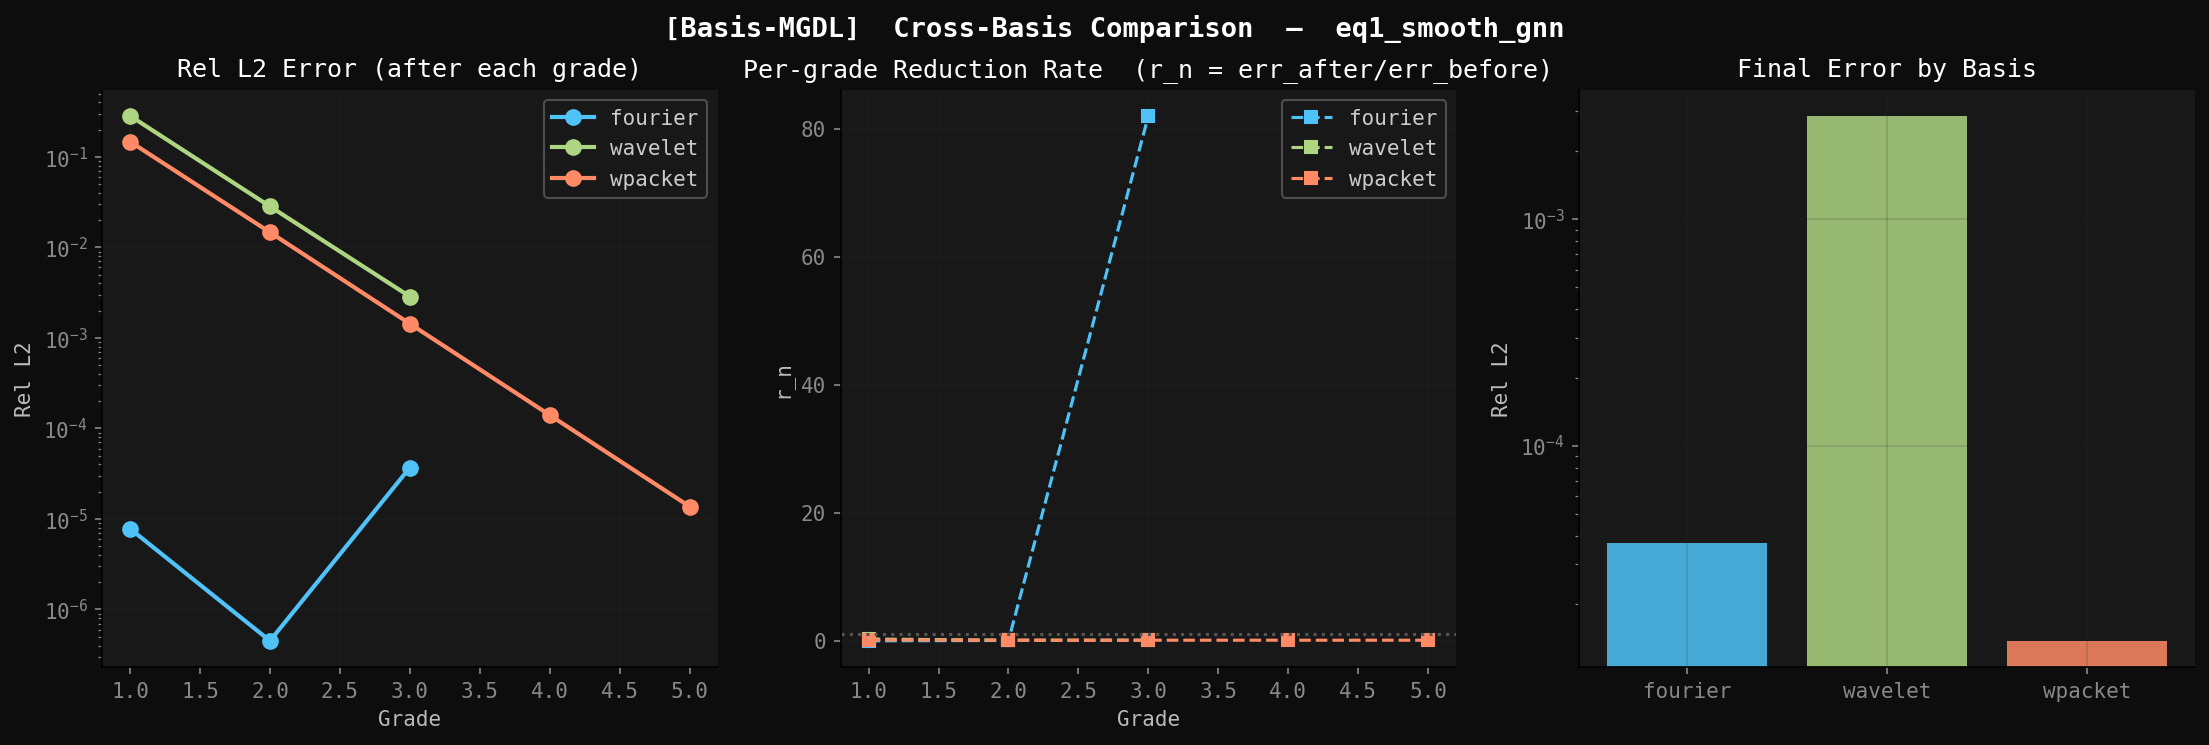 [Basis-MGDL]  Cross-Basis Comparison  —  eq1_smooth_gnn
Rel L2 Error (after each grade)
Rel L2
10⁻¹
10⁻²
10⁻³
10⁻⁴
10⁻⁵
10⁻⁶
fourier
wavelet
wpacket
1.0 1.5 2.0 2.5 3.0 3.5 4.0 4.5 5.0
Grade
Per-grade Reduction Rate  (r_n = err_after/err_before)
r_n
80
60
40
20
0
fourier
wavelet
wpacket
1.0 1.5 2.0 2.5 3.0 3.5 4.0 4.5 5.0
Grade
Final Error by Basis
Rel L2
10⁻³
10⁻⁴
fourier wavelet wpacket